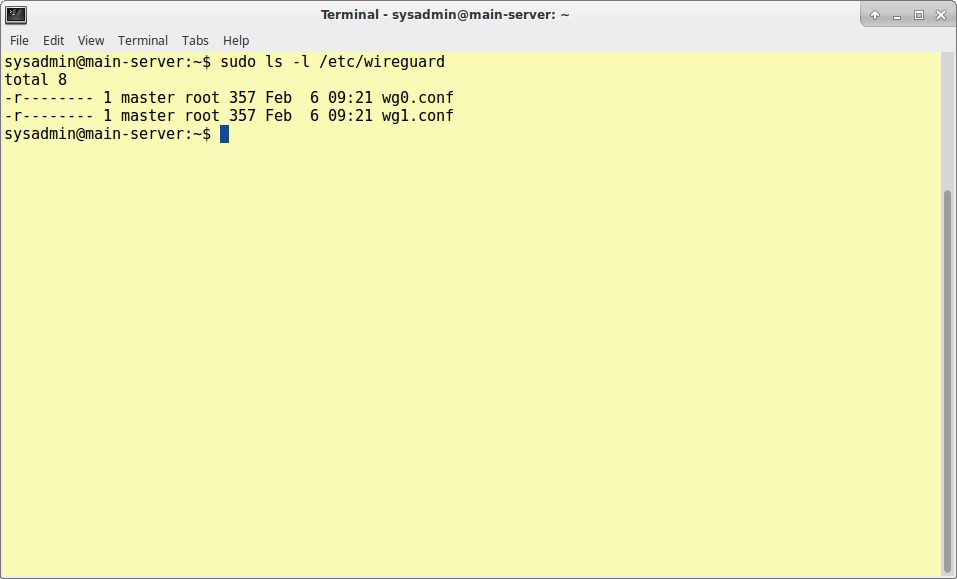 Terminal - sysadmin@main-server: ~
File Edit View Terminal Tabs Help
sysadmin@main-server:~$ sudo ls -l /etc/wireguard
total 8
-r-------- 1 master root 357 Feb  6 09:21 wg0.conf
-r-------- 1 master root 357 Feb  6 09:21 wg1.conf
sysadmin@main-server:~$